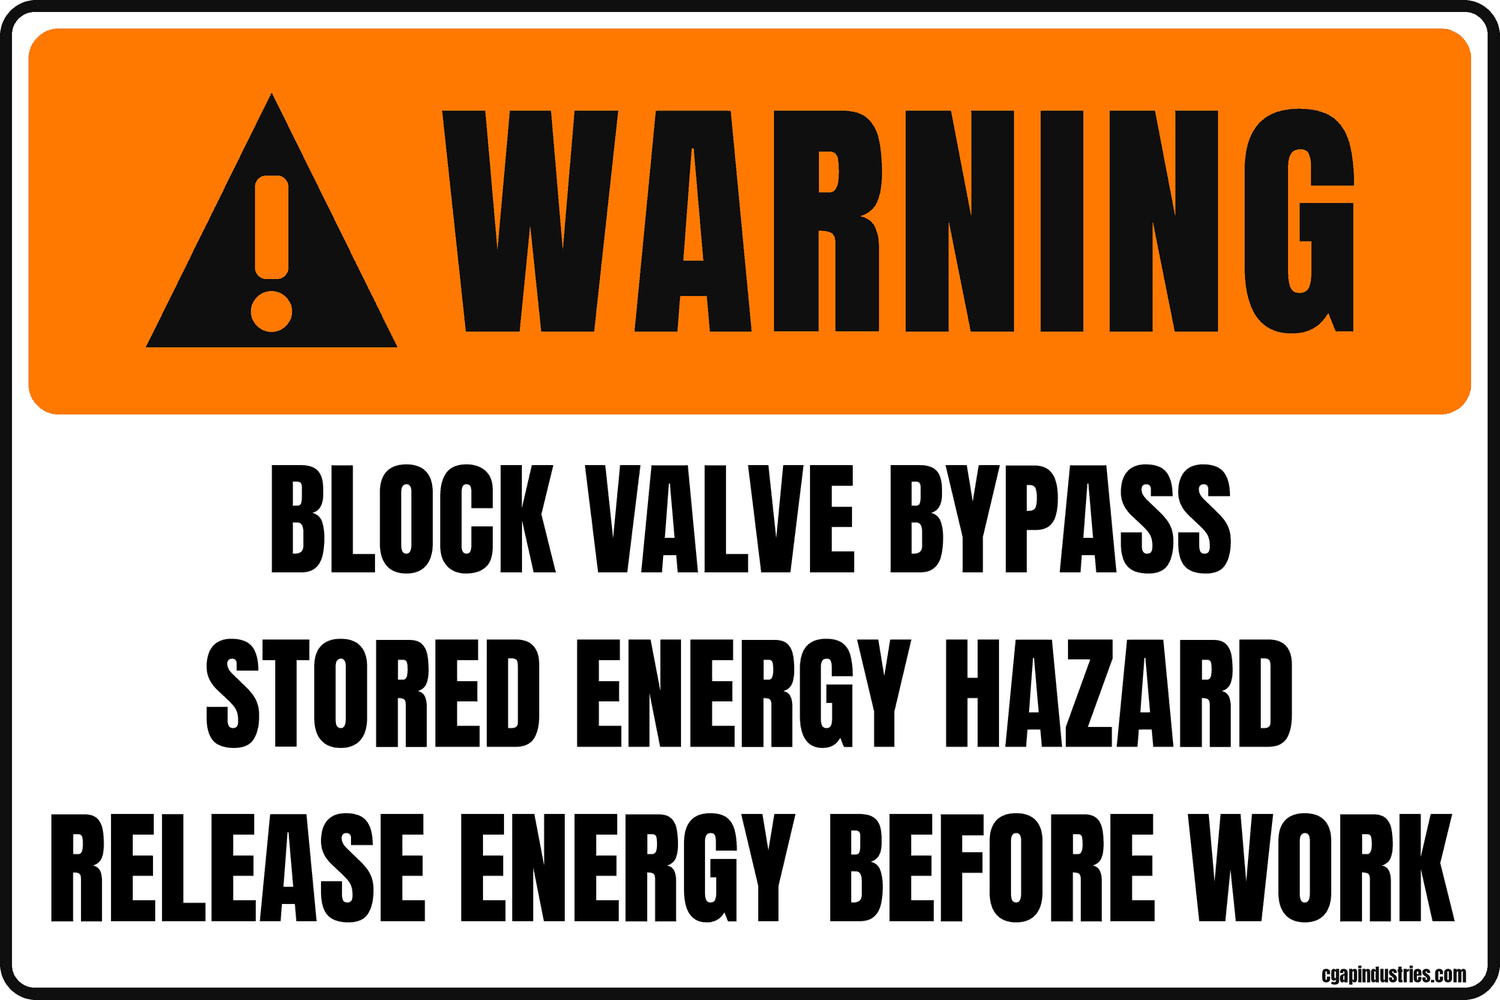 WARNING
BLOCK VALVE BYPASS
STORED ENERGY HAZARD
RELEASE ENERGY BEFORE WORK
cgapindustries.com